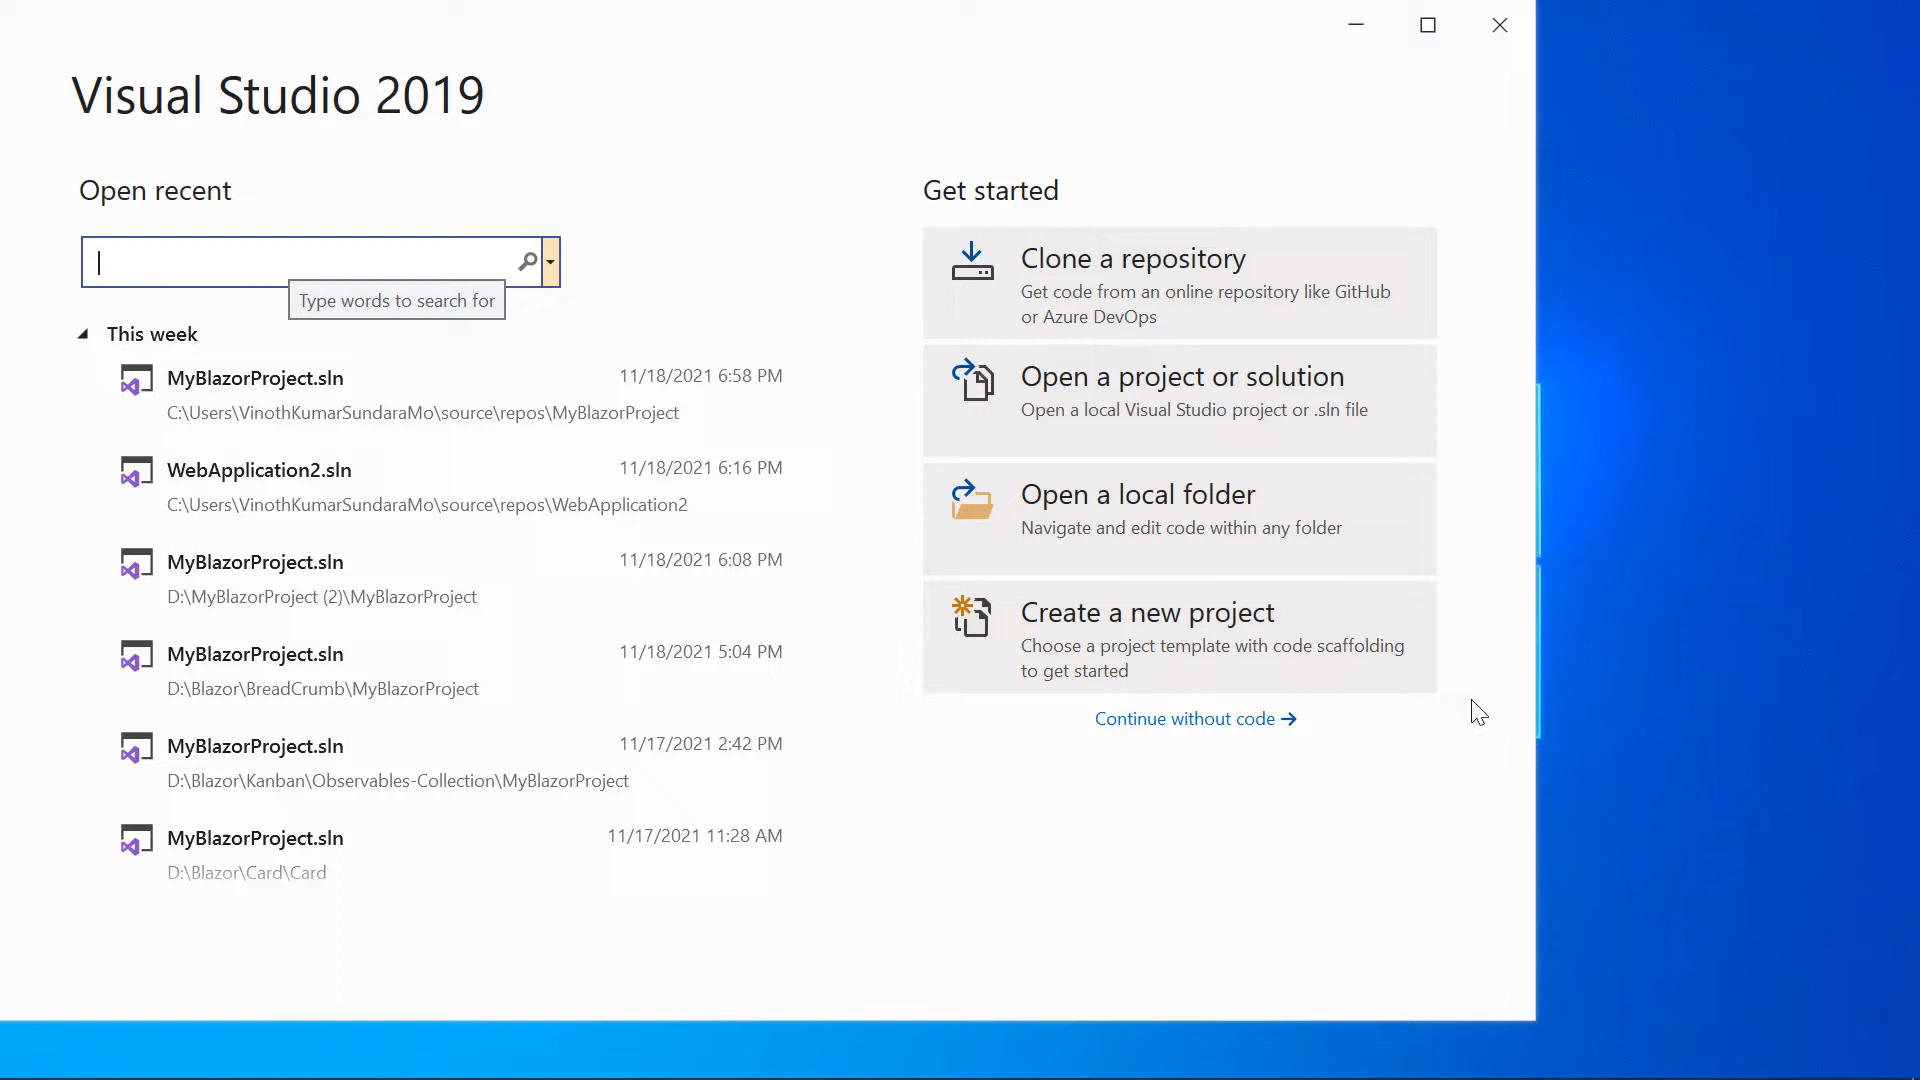 Visual Studio 2019
Open recent
Type words to search for
This week
MyBlazorProject.sln 11/18/2021 6:58 PM
C:\Users\VinothKumarSundaraMo\source\repos\MyBlazorProject
WebApplication2.sln 11/18/2021 6:16 PM
C:\Users\VinothKumarSundaraMo\source\repos\WebApplication2
MyBlazorProject.sln 11/18/2021 6:08 PM
D:\MyBlazorProject (2)\MyBlazorProject
MyBlazorProject.sln 11/18/2021 5:04 PM
D:\Blazor\BreadCrumb\MyBlazorProject
MyBlazorProject.sln 11/17/2021 2:42 PM
D:\Blazor\Kanban\Observables-Collection\MyBlazorProject
MyBlazorProject.sln 11/17/2021 11:28 AM
D:\Blazor\Card\Card
Get started
Clone a repository
Get code from an online repository like GitHub
or Azure DevOps
Open a project or solution
Open a local Visual Studio project or .sln file
Open a local folder
Navigate and edit code within any folder
Create a new project
Choose a project template with code scaffolding
to get started
Continue without code